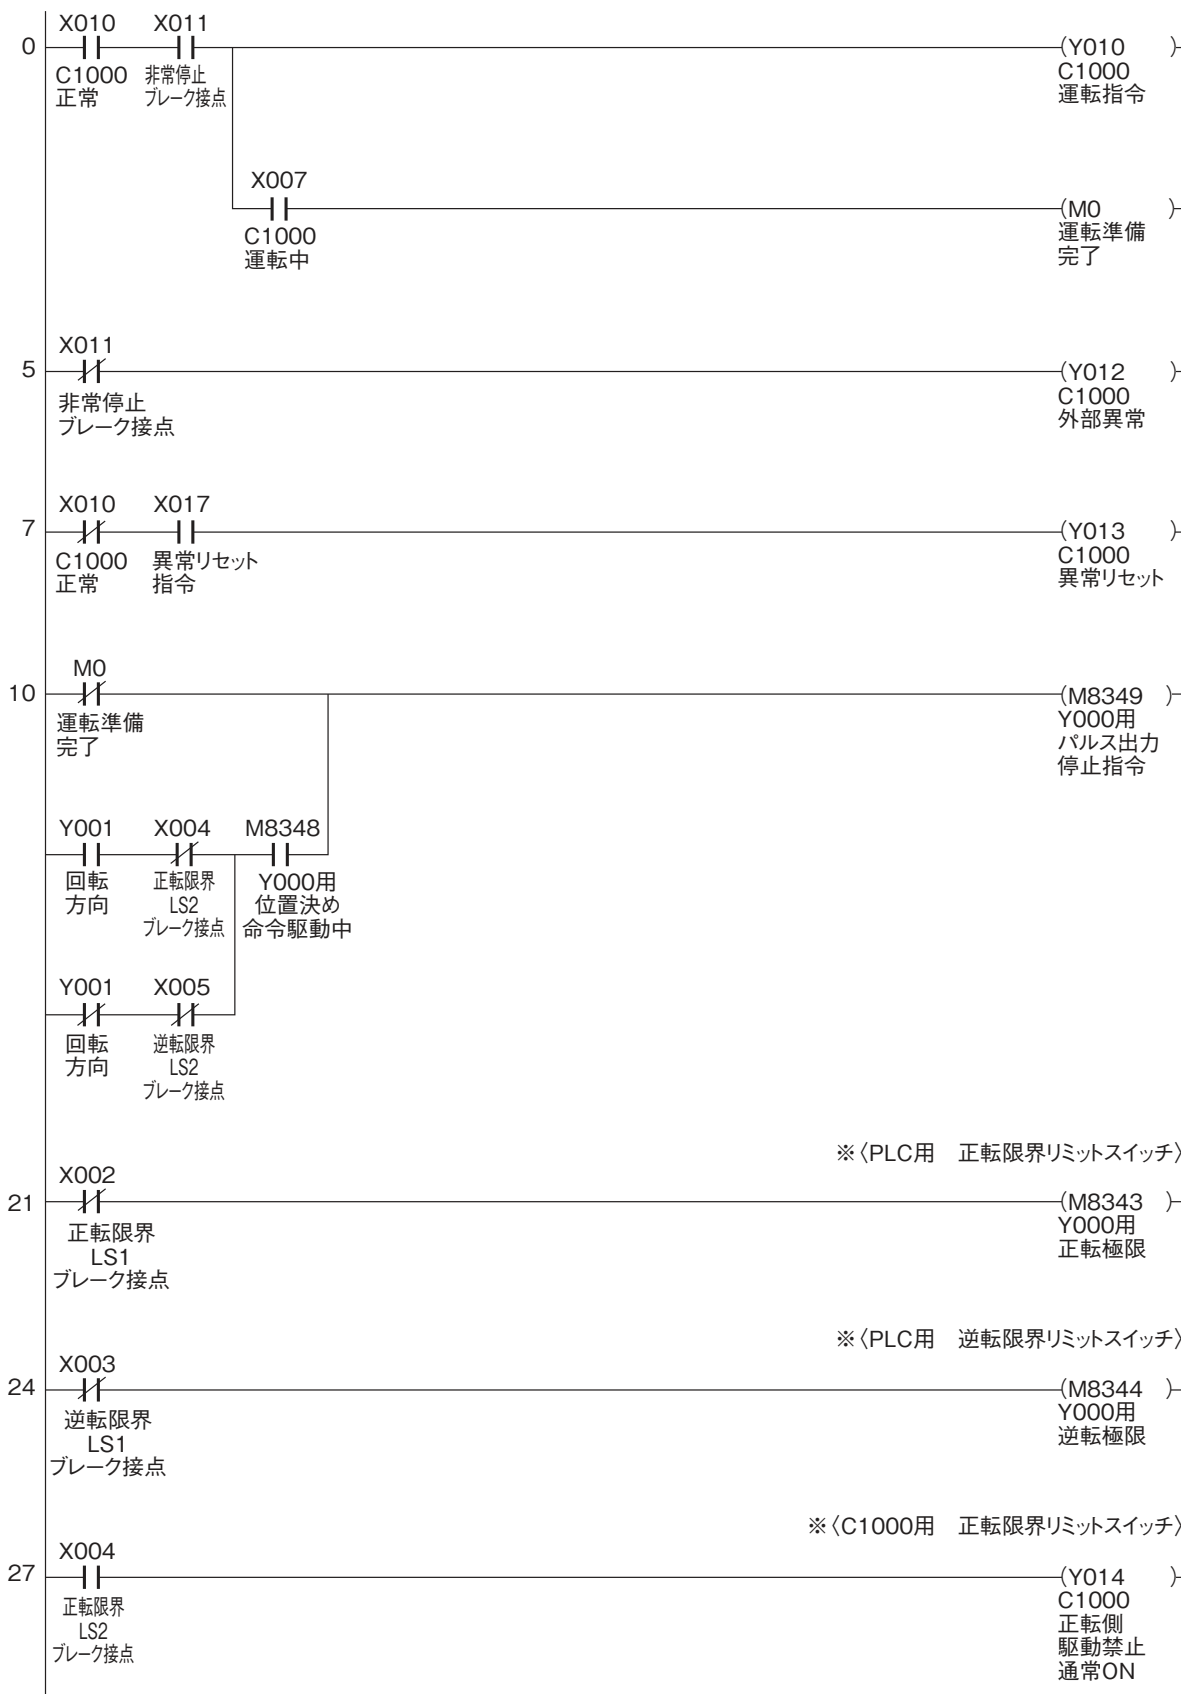 X010 X011
0 (Y010 )
C1000 非常停止 C1000
正常 ブレーク接点 運転指令
X007
(M0 )
C1000 運転準備
運転中 完了
X011
5 (Y012 )
非常停止 C1000
ブレーク接点 外部異常
X010 X017
7 (Y013 )
C1000 異常リセット C1000
正常 指令 異常リセット
M0
10 (M8349 )
運転準備 Y000用
完了 パルス出力
停止指令
Y001 X004 M8348
回転 正転限界 Y000用
方向 LS2 位置決め
ブレーク接点 命令駆動中
Y001 X005
回転 逆転限界
方向 LS2
ブレーク接点
※〈PLC用 正転限界リミットスイッチ〉
X002
21 (M8343 )
正転限界 Y000用
LS1 正転極限
ブレーク接点
※〈PLC用 逆転限界リミットスイッチ〉
X003
24 (M8344 )
逆転限界 Y000用
LS1 逆転極限
ブレーク接点
※〈C1000用 正転限界リミットスイッチ〉
X004
27 (Y014 )
正転限界 C1000
LS2 正転側
ブレーク接点 駆動禁止
通常ON